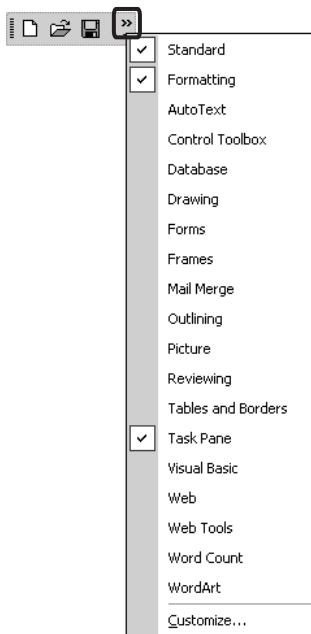 »
Standard
Formatting
AutoText
Control Toolbox
Database
Drawing
Forms
Frames
Mail Merge
Outlining
Picture
Reviewing
Tables and Borders
Task Pane
Visual Basic
Web
Web Tools
Word Count
WordArt
Customize...